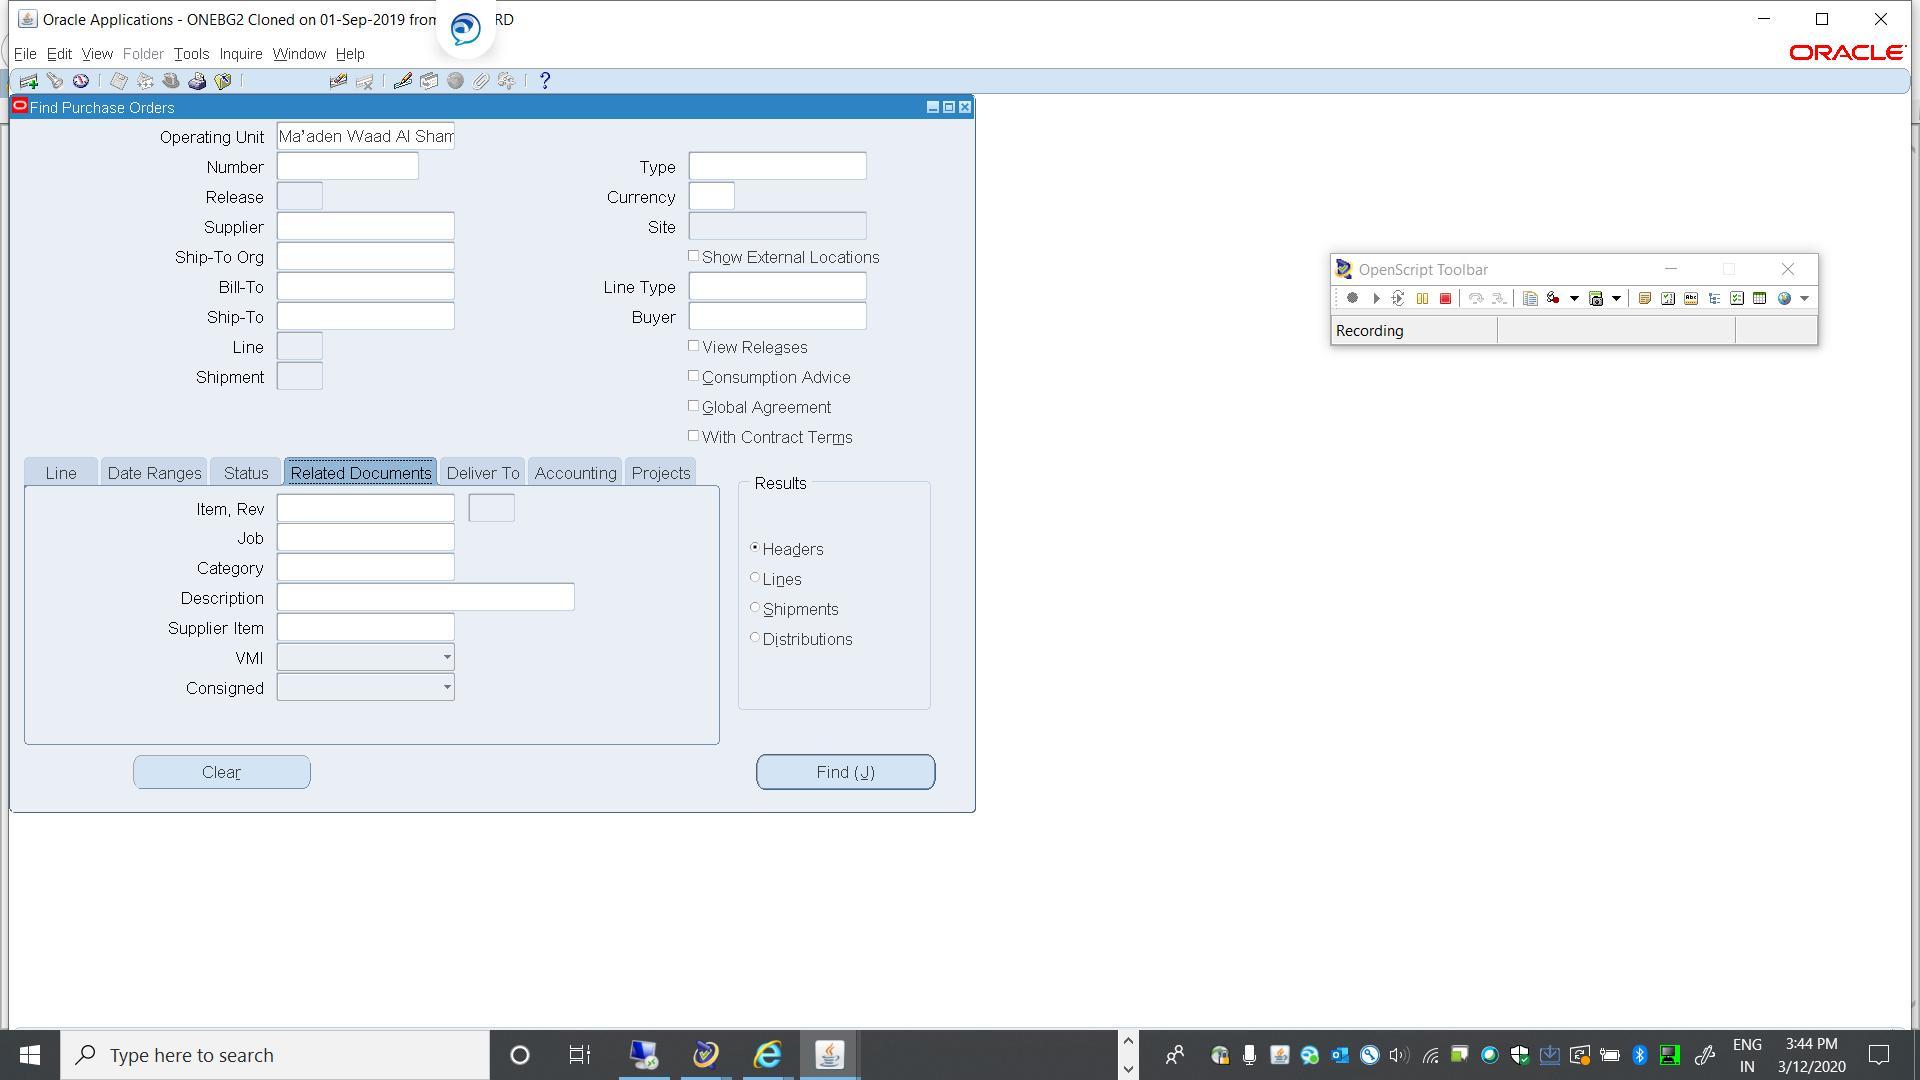 Oracle Applications - ONEBG2 Cloned on 01-Sep-2019 from RD
File Edit View Folder Tools Inquire Window Help
ORACLE
Find Purchase Orders
Operating Unit Ma'aden Waad Al Sham
Number Type
Release Currency
Supplier Site
Ship-To Org Show External Locations
Bill-To Line Type
Ship-To Buyer
Line View Releases
Shipment Consumption Advice
Global Agreement
With Contract Terms
Line Date Ranges Status Related Documents Deliver To Accounting Projects
Results
Item, Rev
Job
Category
Description
Supplier Item
VMI
Consigned
Headers
Lines
Shipments
Distributions
Clear Find (J)
OpenScript Toolbar
Recording
Type here to search
ENG
IN
3:44 PM
3/12/2020